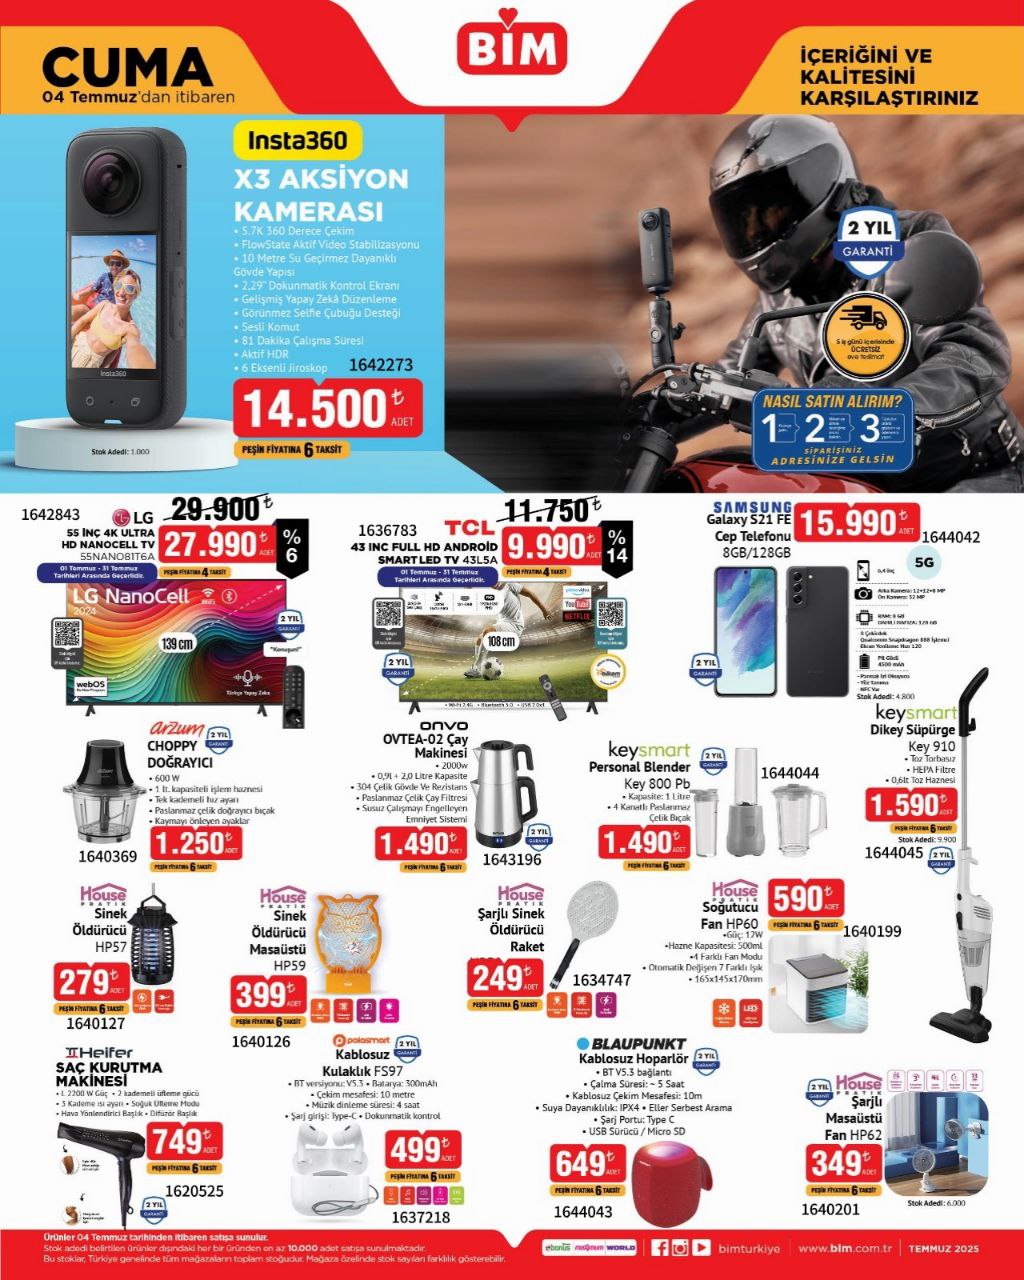 CUMA
04 Temmuz'dan itibaren
BİM
İÇERİĞİNİ VE
KALİTESİNİ
KARŞILAŞTIRINIZ
Insta360
X3 AKSİYON
KAMERASI
• 5.7K 360 Derece Çekim
• FlowState Aktif Video Stabilizasyonu
• 10 Metre Su Geçirmez Dayanıklı
Gövde Yapısı
• 2,29" Dokunmatik Kontrol Ekranı
• Gelişmiş Yapay Zekâ Düzenleme
• Görünmez Selfie Çubuğu Desteği
• Sesli Komut
• 81 Dakika Çalışma Süresi
• Aktif HDR
• 6 Eksenli Jiroskop
1642273
14.500₺
ADET
PEŞİN FİYATINA 6 TAKSİT
Stok Adedi: 1.000
Insta360
2 YIL
GARANTİ
5 iş günü içerisinde
ÜCRETSİZ
eve teslimat
NASIL SATIN ALIRIM?
1 2 3
SİPARİŞİNİZ
ADRESİNİZE GELSİN
1642843
LG
29.900₺
55 İNÇ 4K ULTRA
HD NANOCELL TV
55NANO81T6A
27.990₺
ADET
% 6
01 Temmuz - 31 Temmuz
Tarihleri Arasında Geçerlidir.
PEŞİN FİYATINA 4 TAKSİT
LG NanoCell
2024
139 cm
2 YIL
GARANTİ
"Konuşun!"
webOS
Türkçe Yapay Zeka
1636783
TCL
11.750₺
43 INC FULL HD ANDROİD
SMART LED TV 43L5A
9.990₺
ADET
% 14
01 Temmuz - 31 Temmuz
Tarihleri Arasında Geçerlidir.
PEŞİN FİYATINA 4 TAKSİT
prime video
YouTube
NETFLIX
108 cm
2 YIL
GARANTİ
• Wi-Fi 2.4G • Bluetooth 5.0 • USB 2.0x1
SAMSUNG
Galaxy S21 FE
Cep Telefonu
8GB/128GB
15.990₺
ADET
PEŞİN FİYATINA 6 TAKSİT
1644042
5G
6,4 inç
Arka Kamera: 12+12+8 MP
Ön Kamera: 32 MP
RAM: 8 GB
DAHİLİ HAFIZA: 128 GB
8 Çekirdek
Qualcomm Snapdragon 888 İşlemci
Ekran Yenileme Hızı 120
Pil Gücü
4500 mAh
- Parmak İzi Okuyucu
- Yüz Tanıma
NFC Var
Stok Adedi: 4.800
2 YIL
GARANTİ
arzum
2 YIL
GARANTİ
CHOPPY
DOĞRAYICI
• 600 W
• 1 lt. kapasiteli işlem haznesi
• Tek kademeli hız ayarı
• Paslanmaz çelik doğrayıcı bıçak
• Kaymayı önleyen ayaklar
1.250₺
ADET
PEŞİN FİYATINA 6 TAKSİT
1640369
onvo
OVTEA-02 Çay
Makinesi
• 2000w
• 0,9l + 2,0 Litre Kapasite
• 304 Çelik Gövde Ve Rezistans
• Paslanmaz Çelik Çay Filtresi
• Susuz Çalışmayı Engelleyen
Emniyet Sistemi
1.490₺
ADET
PEŞİN FİYATINA 6 TAKSİT
2 YIL
GARANTİ
1643196
keysmart
Personal Blender
Key 800 Pb
• Kapasite: 1 Litre
• 4 Kanatlı Paslanmaz
Çelik Bıçak
2 YIL
GARANTİ
1644044
1.490₺
ADET
PEŞİN FİYATINA 6 TAKSİT
keysmart
Dikey Süpürge
Key 910
• Toz Torbasız
• HEPA Filtre
• 0,6lt Toz Haznesi
1.590₺
ADET
PEŞİN FİYATINA 6 TAKSİT
Stok Adedi: 9.900
1644045
2 YIL
GARANTİ
House
PRATİK
Sinek
Öldürücü
HP57
279₺
ADET
PEŞİN FİYATINA 6 TAKSİT
1640127
House
PRATİK
Sinek
Öldürücü
Masaüstü
HP59
399₺
ADET
PEŞİN FİYATINA 6 TAKSİT
1640126
House
PRATİK
Şarjlı Sinek
Öldürücü
Raket
249₺
ADET
PEŞİN FİYATINA 6 TAKSİT
1634747
House
PRATİK
Soğutucu
Fan HP60
•Güç: 12W
•Hazne Kapasitesi: 500ml
•4 Farklı Fan Modu
• Otomatik Değişen 7 Farklı Işık
• 165x145x170mm
590₺
ADET
PEŞİN FİYATINA 6 TAKSİT
1640199
LED
Heifer
SAÇ KURUTMA
MAKİNESİ
• 2200 W Güç • 2 kademeli üfleme gücü
• 3 Kademe ısı ayarı • Soğuk Üfleme Modu
• Hava Yönlendirici Başlık • Difüzör Başlık
749₺
ADET
PEŞİN FİYATINA 6 TAKSİT
1620525
2 YIL
GARANTİ
polosmart
2 YIL
GARANTİ
Kablosuz
Kulaklık FS97
• BT versiyonu: V5.3 • Batarya: 300mAh
• Çekim mesafesi: 10 metre
• Müzik dinleme süresi: 4 saat
• Şarj girişi: Type-C • Dokunmatik kontrol
499₺
ADET
PEŞİN FİYATINA 6 TAKSİT
1637218
BLAUPUNKT
Kablosuz Hoparlör
2 YIL
GARANTİ
• BT V5.3 bağlantı
• Çalma Süresi: ~ 5 Saat
• Kablosuz Çekim Mesafesi: 10m
• Suya Dayanıklılık: IPX4 • Eller Serbest Arama
• Şarj Portu: Type C
• USB Sürücü / Micro SD
649₺
ADET
PEŞİN FİYATINA 6 TAKSİT
1644043
2 YIL
GARANTİ
House
PRATİK
Şarjlı
Masaüstü
Fan HP62
349₺
ADET
PEŞİN FİYATINA 6 TAKSİT
1640201
Stok Adedi: 6.000
Ürünler 04 Temmuz tarihinden itibaren satışa sunulur.
Stok adedi belirtilen ürünler dışındaki her bir üründen en az 10.000 adet satışa sunulmaktadır.
Bu stoklar, Türkiye genelinde tüm mağazaların toplam stoğudur. Mağaza özelinde stok sayıları farklılık gösterebilir.
bonus maximum WORLD
bimturkiye
www.bim.com.tr
TEMMUZ 2025